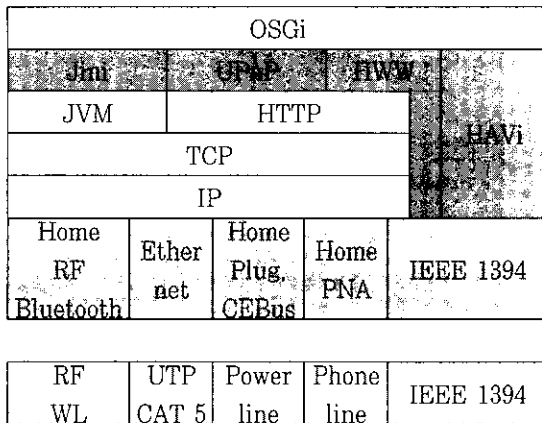 OSGi
Jini UPnP HWW
JVM HTTP HAVi
TCP
IP
Home RF Bluetooth
Ether net
Home Plug, CEBus
Home PNA
IEEE 1394
RF WL
UTP CAT 5
Power line
Phone line
IEEE 1394